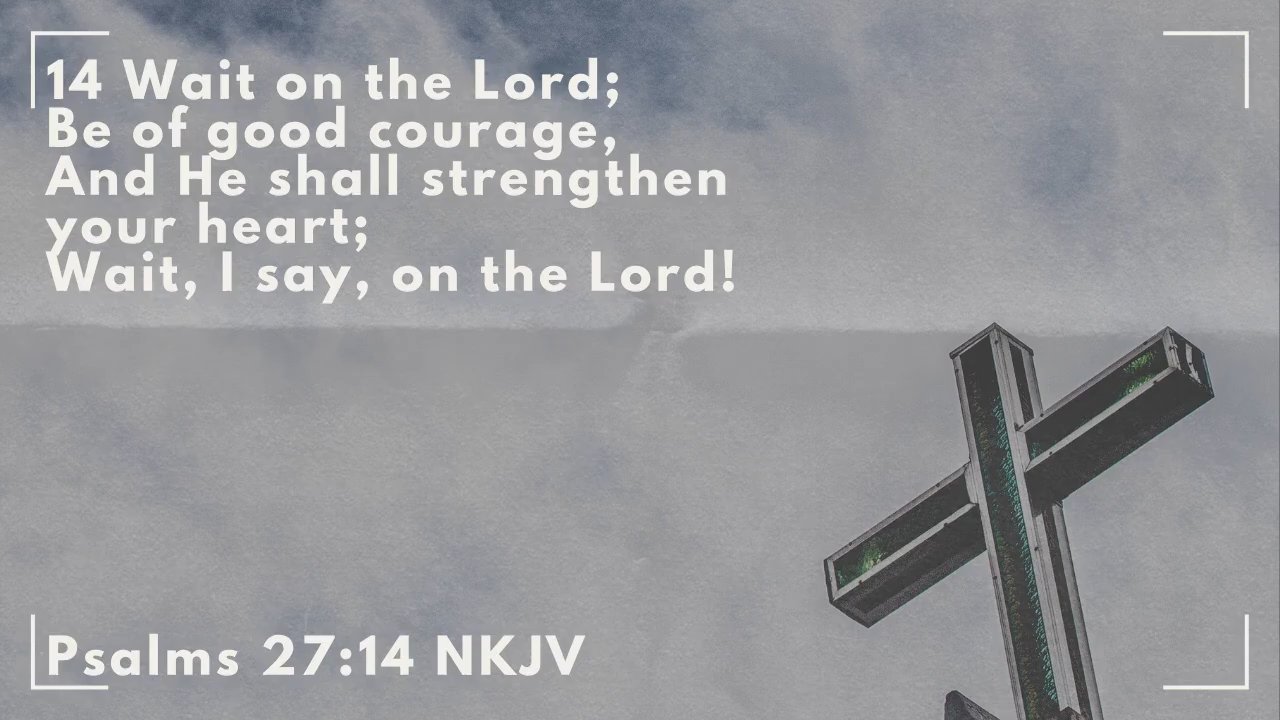 14 Wait on the Lord;
Be of good courage,
And He shall strengthen
your heart;
Wait, I say, on the Lord!
Psalms 27:14 NKJV